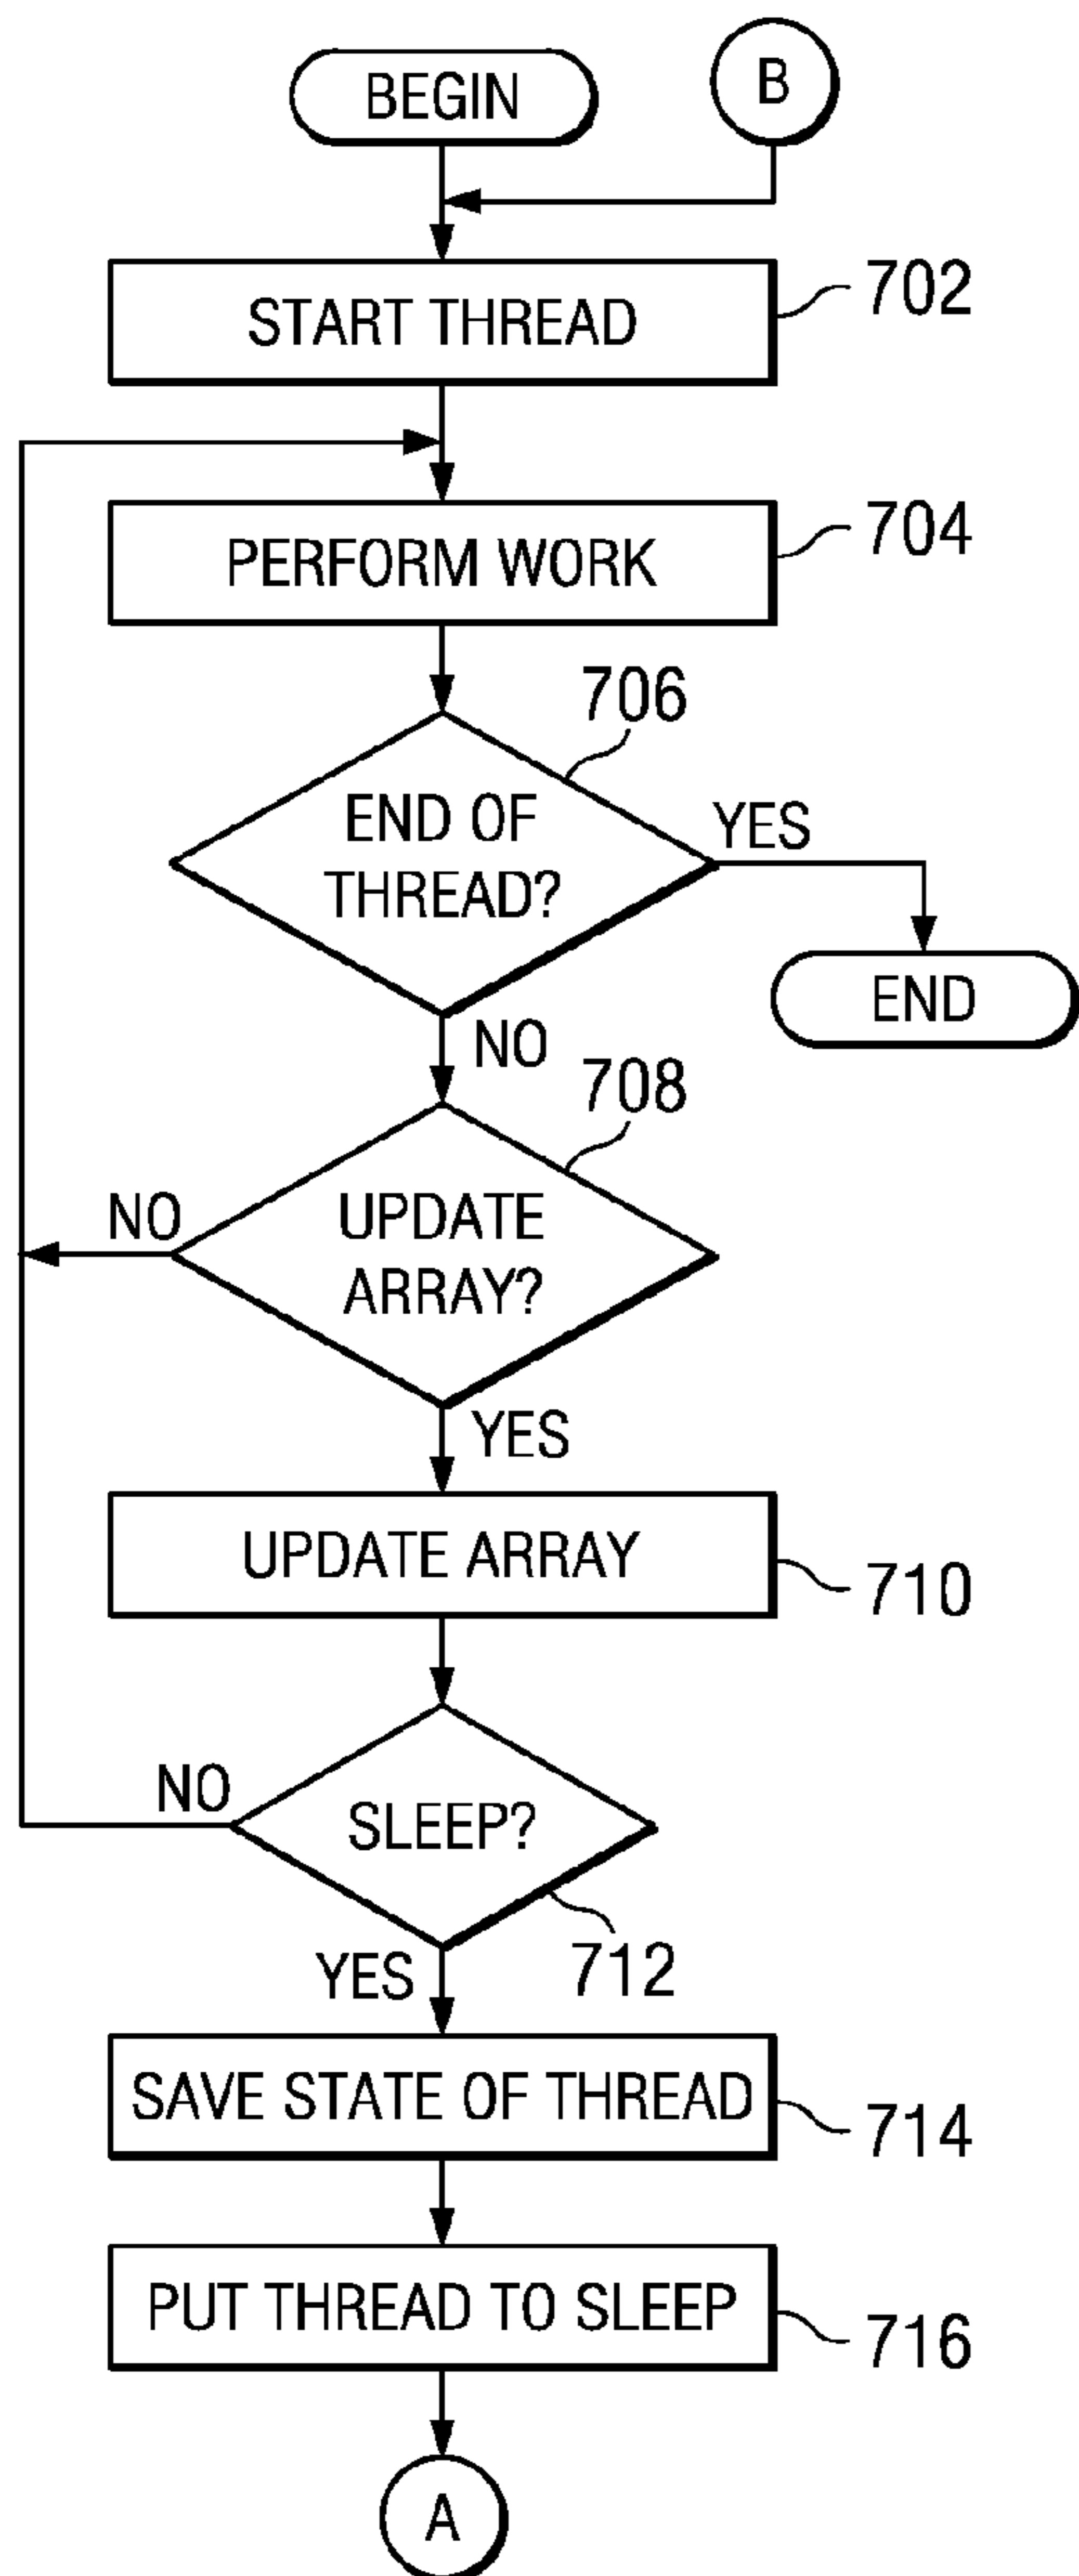 BEGIN
B
START THREAD
702
PERFORM WORK
704
706
END OF
THREAD?
YES
END
NO
708
NO
UPDATE
ARRAY?
YES
UPDATE ARRAY
710
NO
SLEEP?
712
YES
SAVE STATE OF THREAD
714
PUT THREAD TO SLEEP
716
A